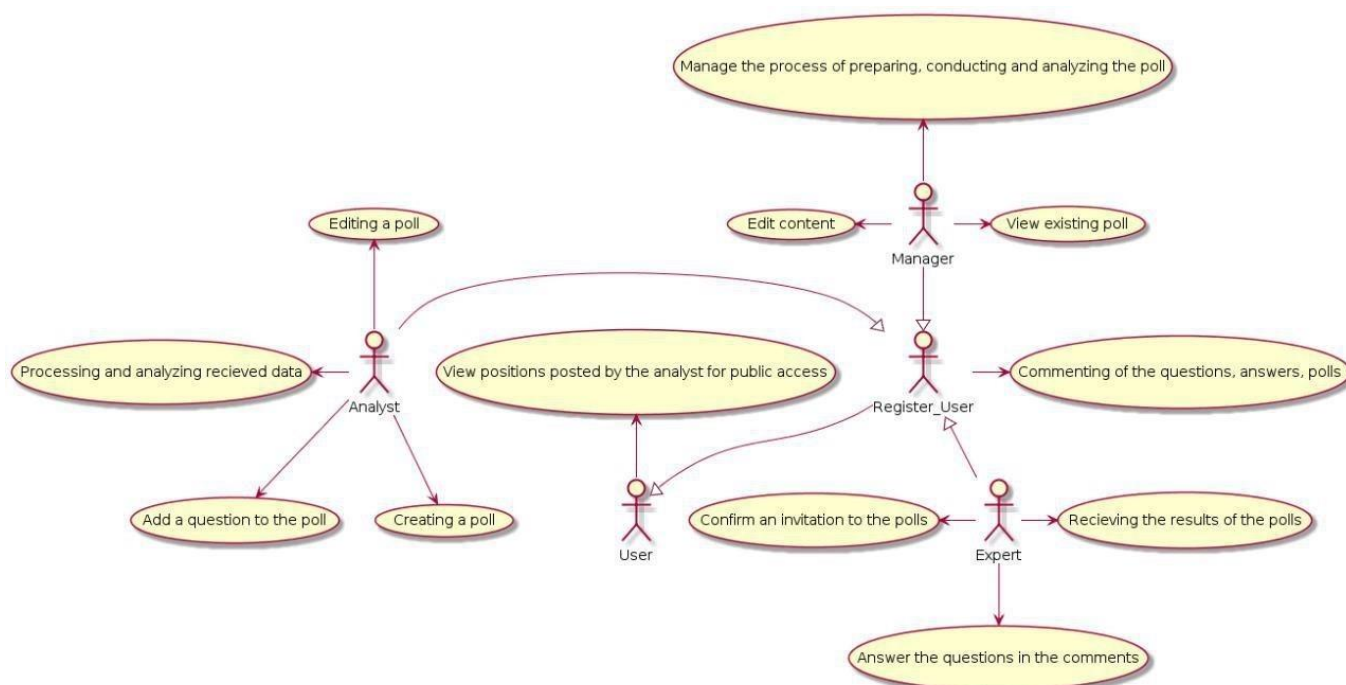 Manage the process of preparing, conducting and analyzing the poll
Editing a poll
Edit content
View existing poll
Manager
Processing and analyzing recieved data
View positions posted by the analyst for public access
Commenting of the questions, answers, polls
Analyst
Register_User
Add a question to the poll
Creating a poll
Confirm an invitation to the polls
Recieving the results of the polls
User
Expert
Answer the questions in the comments